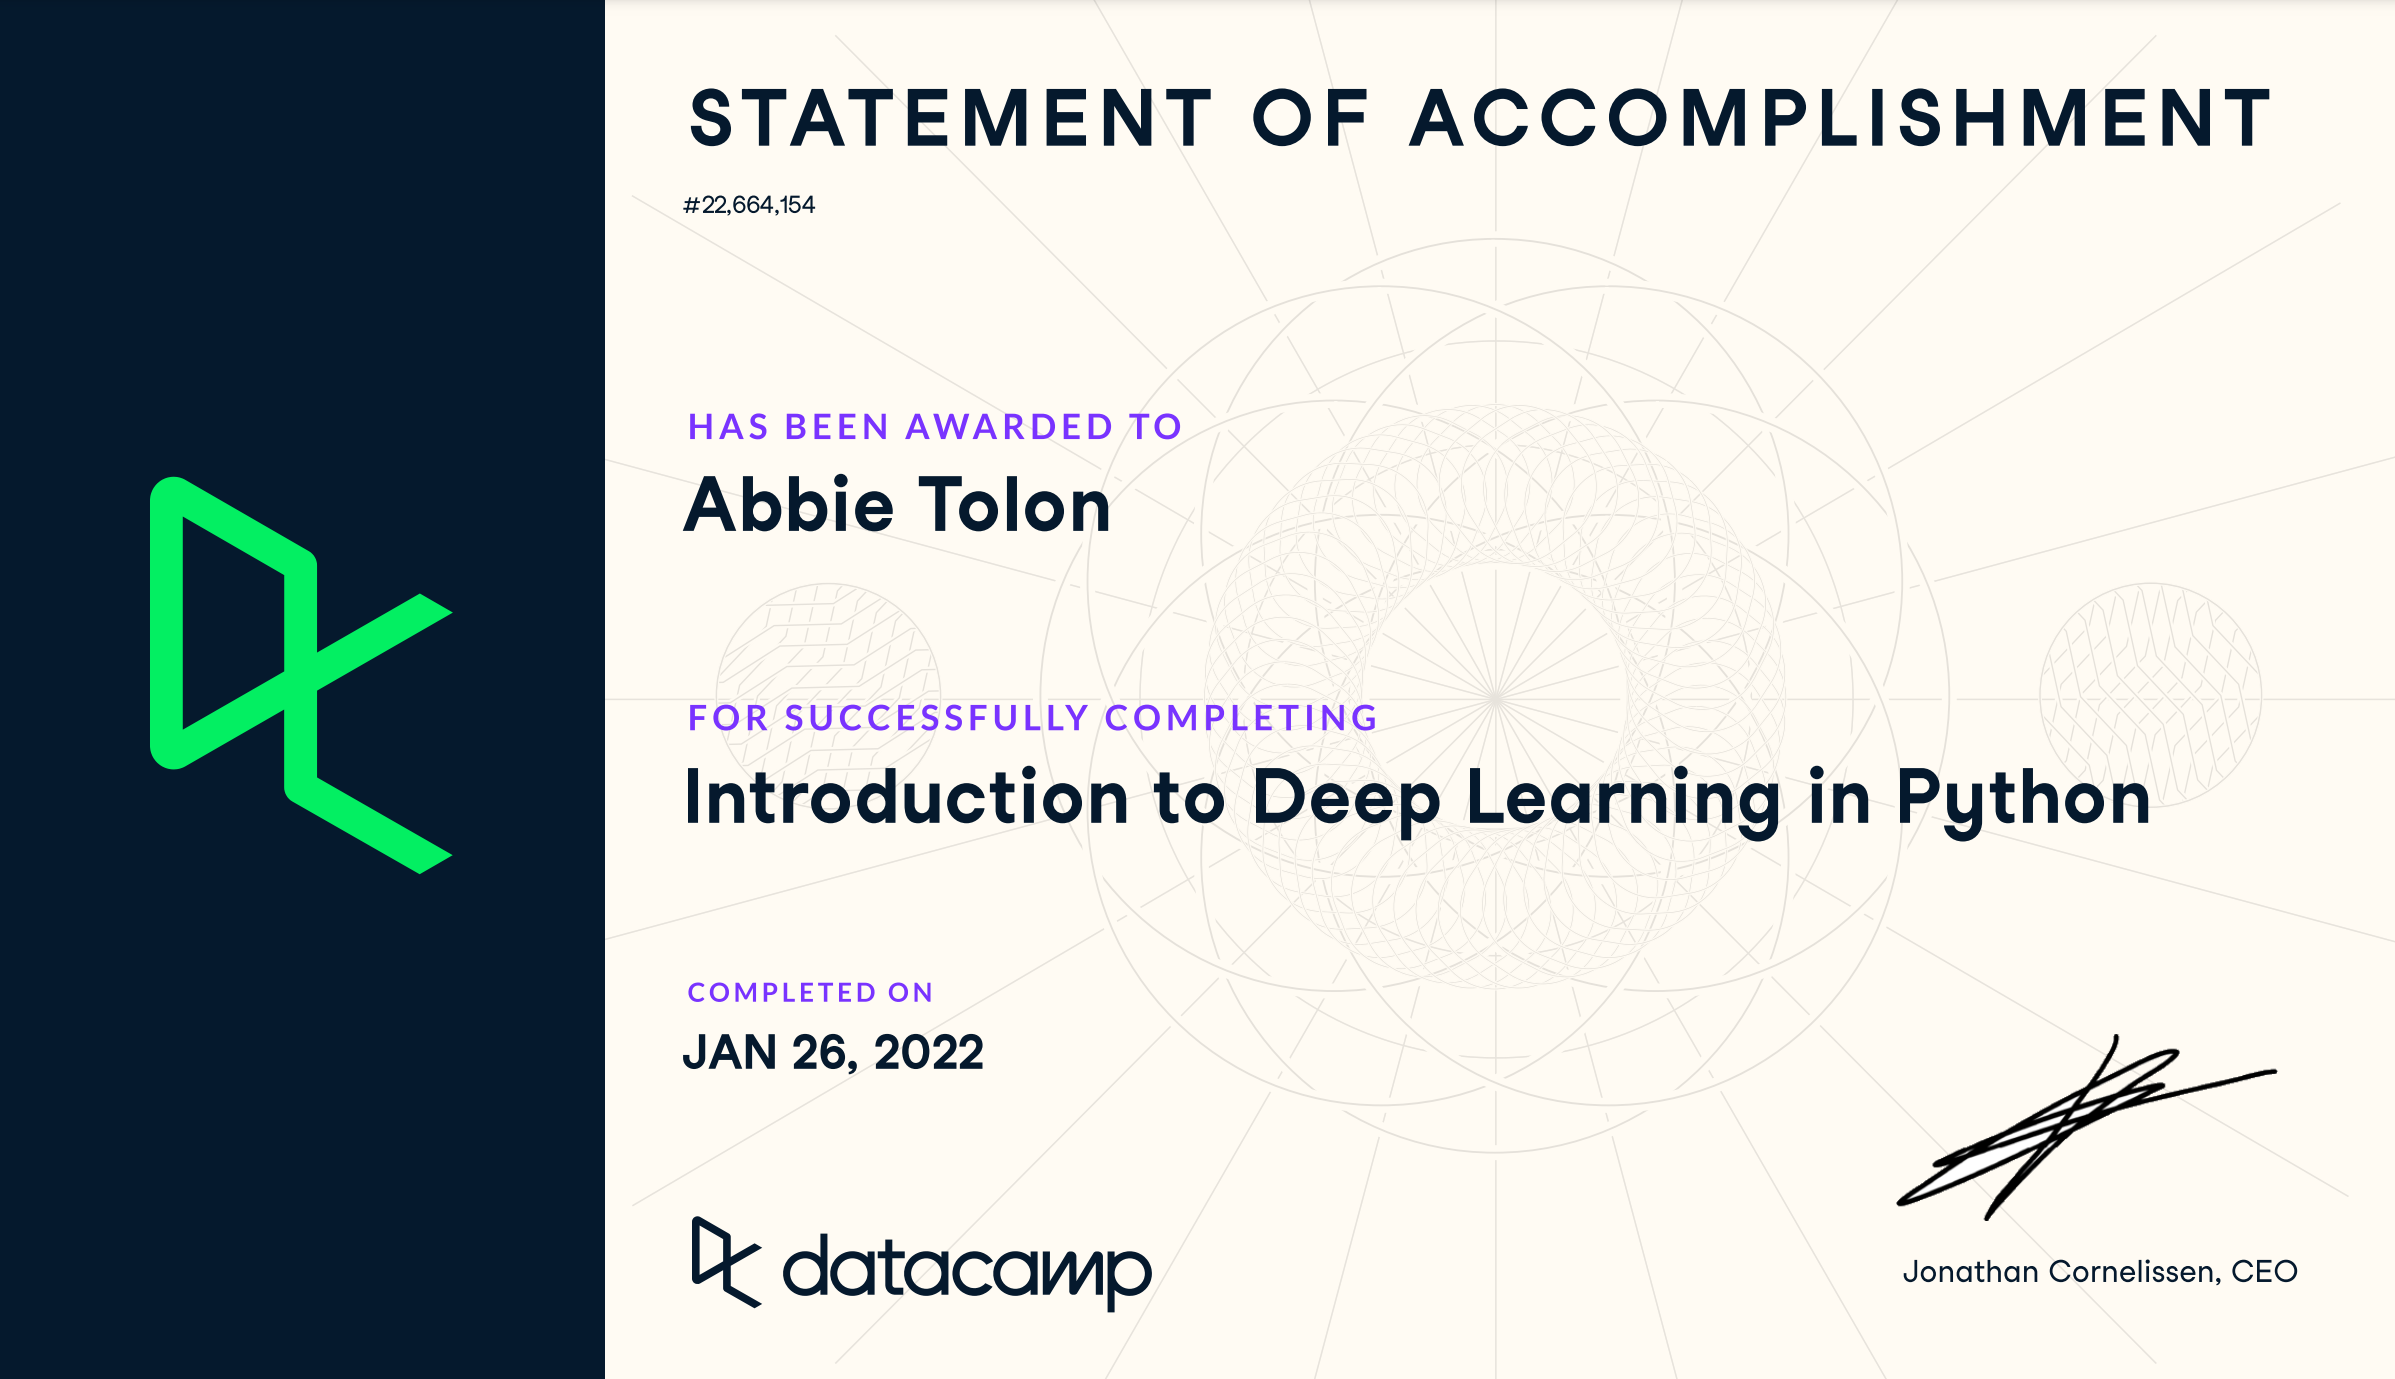 STATEMENT OF ACCOMPLISHMENT
#22,664,154
HAS BEEN AWARDED TO
Abbie Tolon
FOR SUCCESSFULLY COMPLETING
Introduction to Deep Learning in Python
COMPLETED ON
JAN 26, 2022
datacamp
Jonathan Cornelissen, CEO